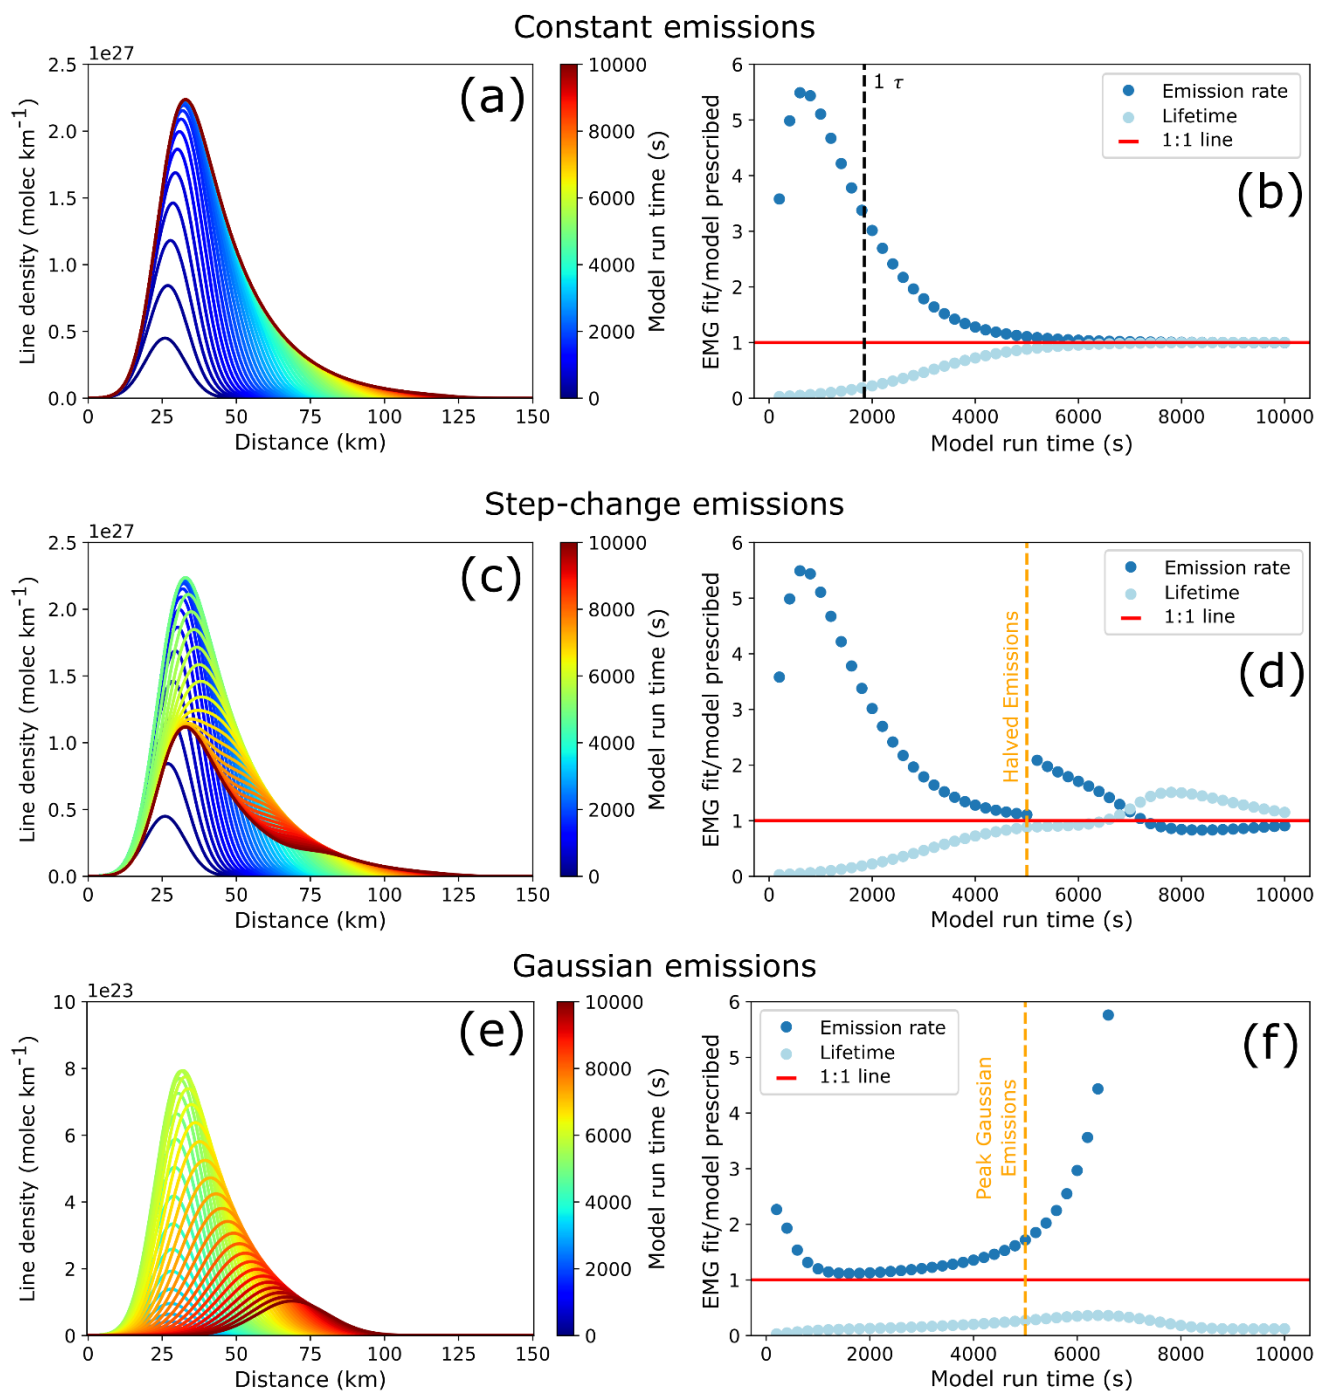 Constant emissions
1e27
2.5
2.0
1.5
1.0
0.5
0.0
0 25 50 75 100 125 150
Distance (km)
Line density (molec km⁻¹)
(a)
10000
8000
6000
4000
2000
0
Model run time (s)
6
5
4
3
2
1
0
0 2000 4000 6000 8000 10000
Model run time (s)
EMG fit/model prescribed
1 τ
Emission rate
Lifetime
1:1 line
(b)
Step-change emissions
1e27
2.5
2.0
1.5
1.0
0.5
0.0
0 25 50 75 100 125 150
Distance (km)
Line density (molec km⁻¹)
(c)
10000
8000
6000
4000
2000
0
Model run time (s)
6
5
4
3
2
1
0
0 2000 4000 6000 8000 10000
Model run time (s)
EMG fit/model prescribed
Halved Emissions
Emission rate
Lifetime
1:1 line
(d)
Gaussian emissions
1e23
10
8
6
4
2
0
0 25 50 75 100 125 150
Distance (km)
Line density (molec km⁻¹)
(e)
10000
8000
6000
4000
2000
0
Model run time (s)
6
5
4
3
2
1
0
0 2000 4000 6000 8000 10000
Model run time (s)
EMG fit/model prescribed
Peak Gaussian
Emissions
Emission rate
Lifetime
1:1 line
(f)